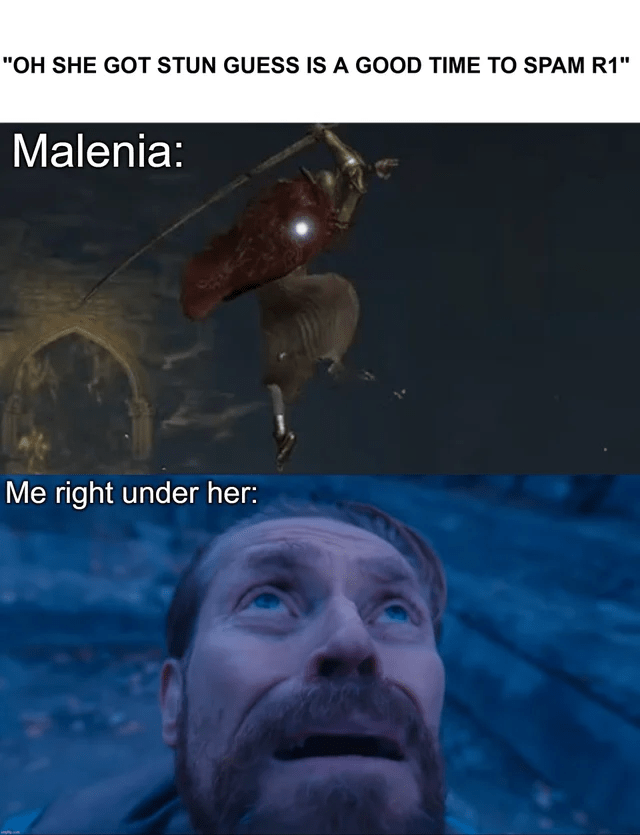 "OH SHE GOT STUN GUESS IS A GOOD TIME TO SPAM R1"
Malenia:
Me right under her: